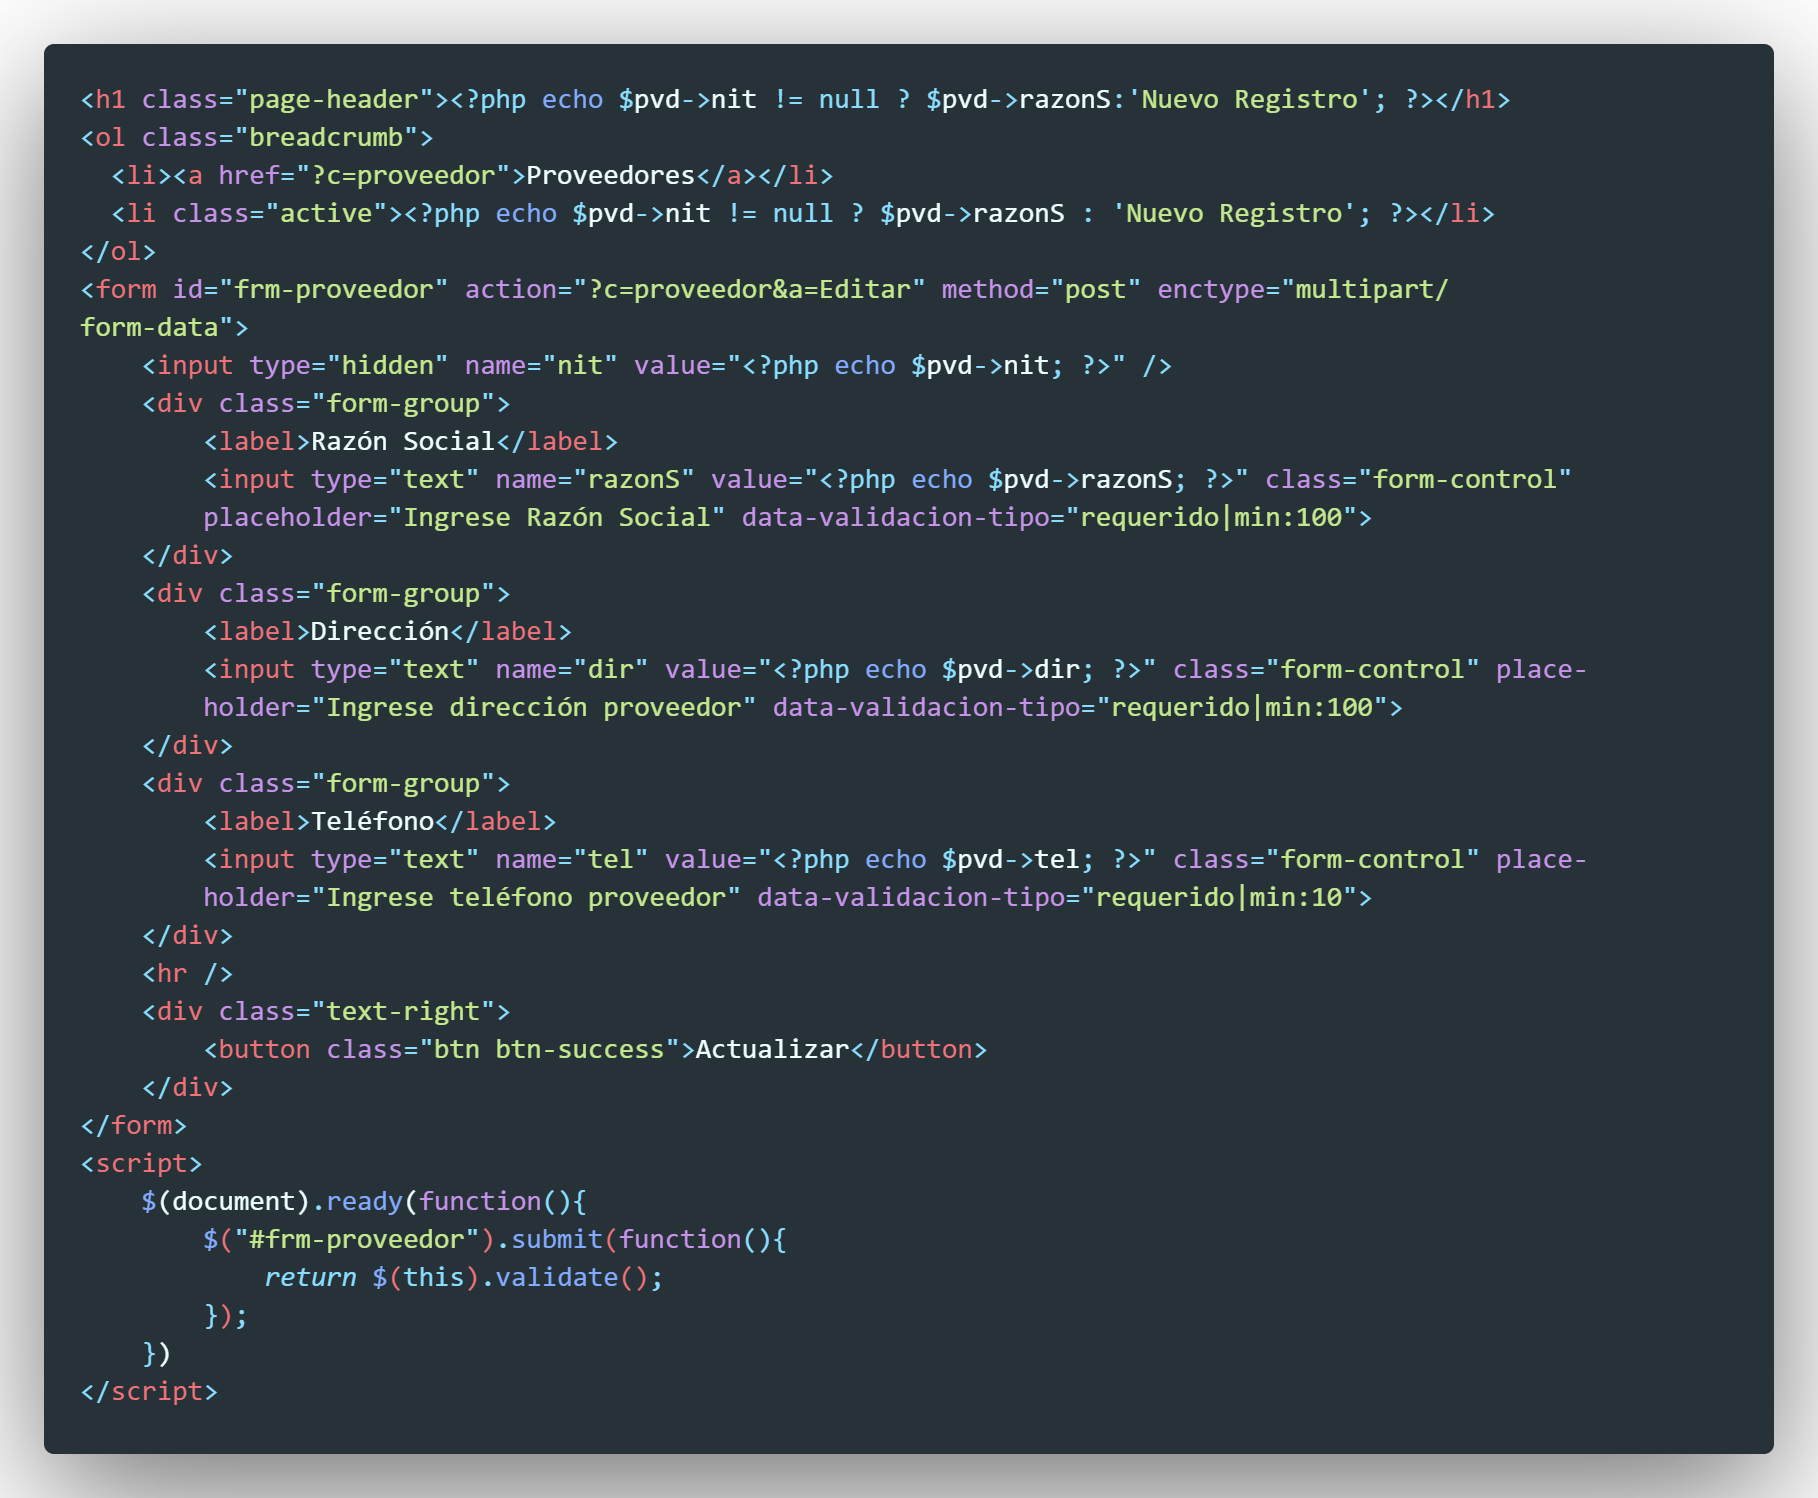 <h1 class="page-header"><?php echo $pvd->nit != null ? $pvd->razonS:'Nuevo Registro'; ?></h1>
<ol class="breadcrumb">
  <li><a href="?c=proveedor">Proveedores</a></li>
  <li class="active"><?php echo $pvd->nit != null ? $pvd->razonS : 'Nuevo Registro'; ?></li>
</ol>
<form id="frm-proveedor" action="?c=proveedor&a=Editar" method="post" enctype="multipart/
form-data">
    <input type="hidden" name="nit" value="<?php echo $pvd->nit; ?>" />
    <div class="form-group">
        <label>Razón Social</label>
        <input type="text" name="razonS" value="<?php echo $pvd->razonS; ?>" class="form-control"
        placeholder="Ingrese Razón Social" data-validacion-tipo="requerido|min:100">
    </div>
    <div class="form-group">
        <label>Dirección</label>
        <input type="text" name="dir" value="<?php echo $pvd->dir; ?>" class="form-control" place-
        holder="Ingrese dirección proveedor" data-validacion-tipo="requerido|min:100">
    </div>
    <div class="form-group">
        <label>Teléfono</label>
        <input type="text" name="tel" value="<?php echo $pvd->tel; ?>" class="form-control" place-
        holder="Ingrese teléfono proveedor" data-validacion-tipo="requerido|min:10">
    </div>
    <hr />
    <div class="text-right">
        <button class="btn btn-success">Actualizar</button>
    </div>
</form>
<script>
    $(document).ready(function(){
        $("#frm-proveedor").submit(function(){
            return $(this).validate();
        });
    })
</script>